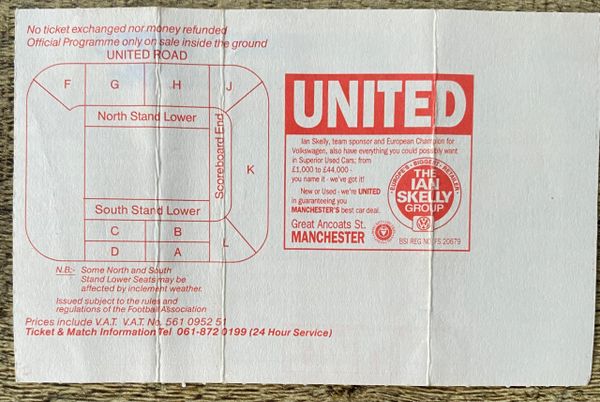 No ticket exchanged nor money refunded
Official Programme only on sale inside the ground
UNITED ROAD
F
G
H
J
North Stand Lower
Scoreboard End
K
South Stand Lower
C
B
L
D
A
N.B:- Some North and South
Stand Lower Seats may be
affected by inclement weather.
Issued subject to the rules and
regulations of the Football Association
Prices include V.A.T. V.A.T. No. 561 0952 51
Ticket & Match Information Tel 061-872 0199 (24 Hour Service)
UNITED
Ian Skelly, team sponsor and European Champion for
Volkswagen, also have everything you could possibly want
in Superior Used Cars; from
£1,000 to £44,000 -
you name it - we've got it!
New or Used - we're UNITED
in guaranteeing you
MANCHESTER'S best car deal.
Great Ancoats St.
MANCHESTER
EUROPE'S BIGGEST RETAILER
THE
IAN
SKELLY
GROUP
BSI REG NO FS 20679